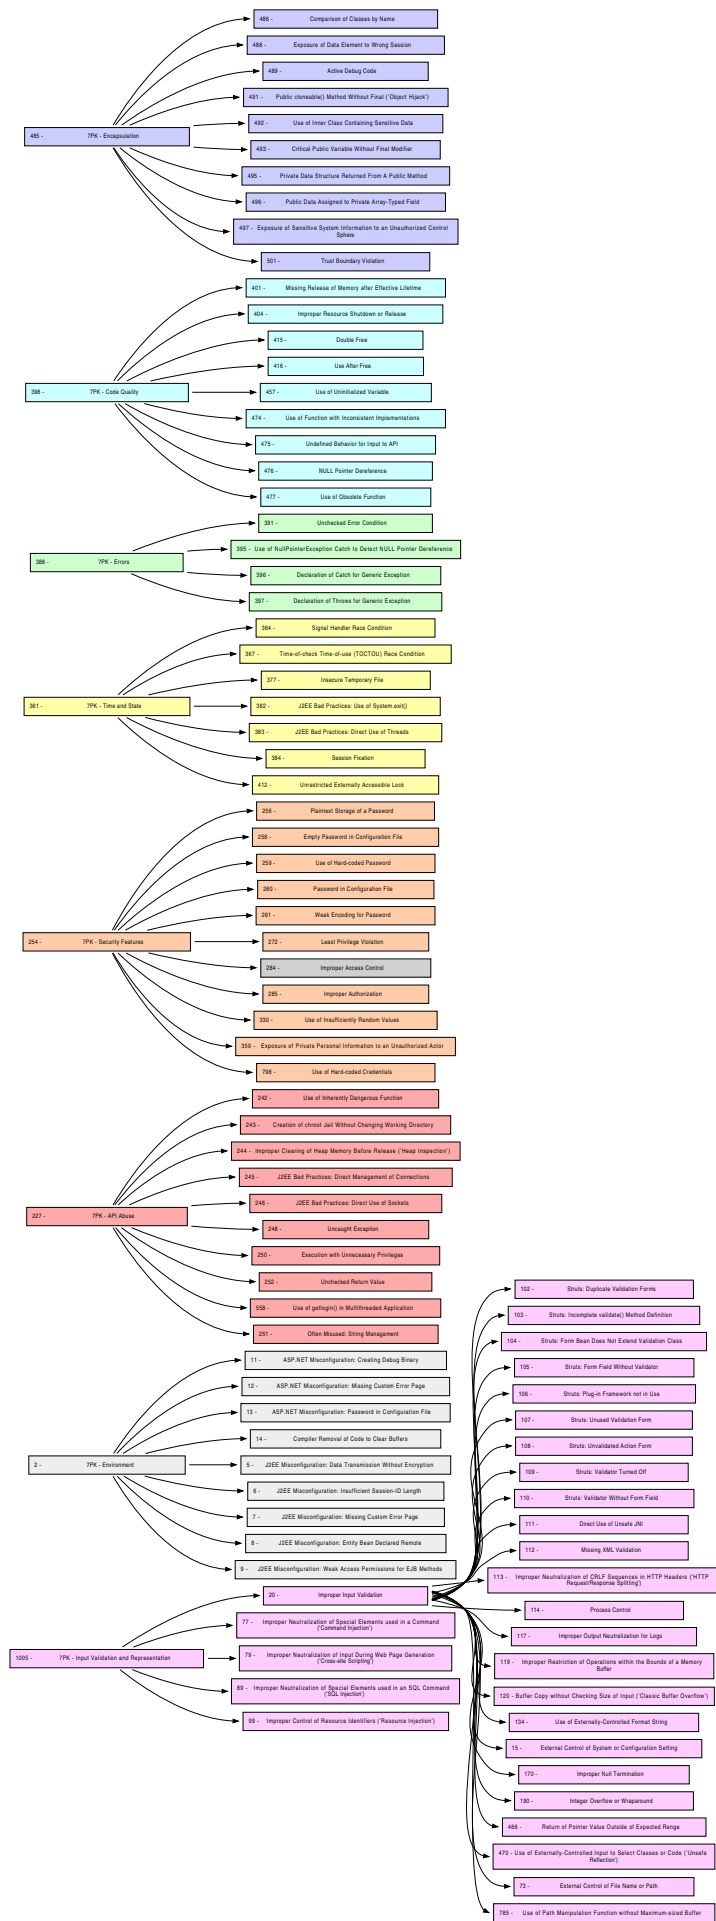 486 - Comparison of Classes by Name
488 - Exposure of Data Element to Wrong Session
489 - Active Debug Code
491 - Public cloneable() Method Without Final ('Object Hijack')
492 - Use of Inner Class Containing Sensitive Data
485 - 7PK - Encapsulation
493 - Critical Public Variable Without Final Modifier
495 - Private Data Structure Returned From A Public Method
496 - Public Data Assigned to Private Array-Typed Field
497 - Exposure of Sensitive System Information to an Unauthorized Control
Sphere
501 - Trust Boundary Violation
401 - Missing Release of Memory after Effective Lifetime
404 - Improper Resource Shutdown or Release
415 - Double Free
416 - Use After Free
398 - 7PK - Code Quality
457 - Use of Uninitialized Variable
474 - Use of Function with Inconsistent Implementations
475 - Undefined Behavior for Input to API
476 - NULL Pointer Dereference
477 - Use of Obsolete Function
391 - Unchecked Error Condition
395 - Use of NullPointerException Catch to Detect NULL Pointer Dereference
388 - 7PK - Errors
396 - Declaration of Catch for Generic Exception
397 - Declaration of Throws for Generic Exception
364 - Signal Handler Race Condition
367 - Time-of-check Time-of-use (TOCTOU) Race Condition
377 - Insecure Temporary File
361 - 7PK - Time and State
382 - J2EE Bad Practices: Use of System.exit()
383 - J2EE Bad Practices: Direct Use of Threads
384 - Session Fixation
412 - Unrestricted Externally Accessible Lock
256 - Plaintext Storage of a Password
258 - Empty Password in Configuration File
259 - Use of Hard-coded Password
260 - Password in Configuration File
261 - Weak Encoding for Password
254 - 7PK - Security Features
272 - Least Privilege Violation
284 - Improper Access Control
285 - Improper Authorization
330 - Use of Insufficiently Random Values
359 - Exposure of Private Personal Information to an Unauthorized Actor
798 - Use of Hard-coded Credentials
242 - Use of Inherently Dangerous Function
243 - Creation of chroot Jail Without Changing Working Directory
244 - Improper Clearing of Heap Memory Before Release ('Heap Inspection')
245 - J2EE Bad Practices: Direct Management of Connections
246 - J2EE Bad Practices: Direct Use of Sockets
227 - 7PK - API Abuse
248 - Uncaught Exception
250 - Execution with Unnecessary Privileges
252 - Unchecked Return Value
558 - Use of getlogin() in Multithreaded Application
251 - Often Misused: String Management
11 - ASP.NET Misconfiguration: Creating Debug Binary
12 - ASP.NET Misconfiguration: Missing Custom Error Page
13 - ASP.NET Misconfiguration: Password in Configuration File
14 - Compiler Removal of Code to Clear Buffers
2 - 7PK - Environment
5 - J2EE Misconfiguration: Data Transmission Without Encryption
6 - J2EE Misconfiguration: Insufficient Session-ID Length
7 - J2EE Misconfiguration: Missing Custom Error Page
8 - J2EE Misconfiguration: Entity Bean Declared Remote
9 - J2EE Misconfiguration: Weak Access Permissions for EJB Methods
20 - Improper Input Validation
77 - Improper Neutralization of Special Elements used in a Command
('Command Injection')
1005 - 7PK - Input Validation and Representation
79 - Improper Neutralization of Input During Web Page Generation
('Cross-site Scripting')
89 - Improper Neutralization of Special Elements used in an SQL Command
('SQL Injection')
99 - Improper Control of Resource Identifiers ('Resource Injection')
102 - Struts: Duplicate Validation Forms
103 - Struts: Incomplete validate() Method Definition
104 - Struts: Form Bean Does Not Extend Validation Class
105 - Struts: Form Field Without Validator
106 - Struts: Plug-in Framework not in Use
107 - Struts: Unused Validation Form
108 - Struts: Unvalidated Action Form
109 - Struts: Validator Turned Off
110 - Struts: Validator Without Form Field
111 - Direct Use of Unsafe JNI
112 - Missing XML Validation
113 - Improper Neutralization of CRLF Sequences in HTTP Headers ('HTTP
Request/Response Splitting')
114 - Process Control
117 - Improper Output Neutralization for Logs
119 - Improper Restriction of Operations within the Bounds of a Memory
Buffer
120 - Buffer Copy without Checking Size of Input ('Classic Buffer Overflow')
134 - Use of Externally-Controlled Format String
15 - External Control of System or Configuration Setting
170 - Improper Null Termination
190 - Integer Overflow or Wraparound
466 - Return of Pointer Value Outside of Expected Range
470 - Use of Externally-Controlled Input to Select Classes or Code ('Unsafe
Reflection')
73 - External Control of File Name or Path
785 - Use of Path Manipulation Function without Maximum-sized Buffer